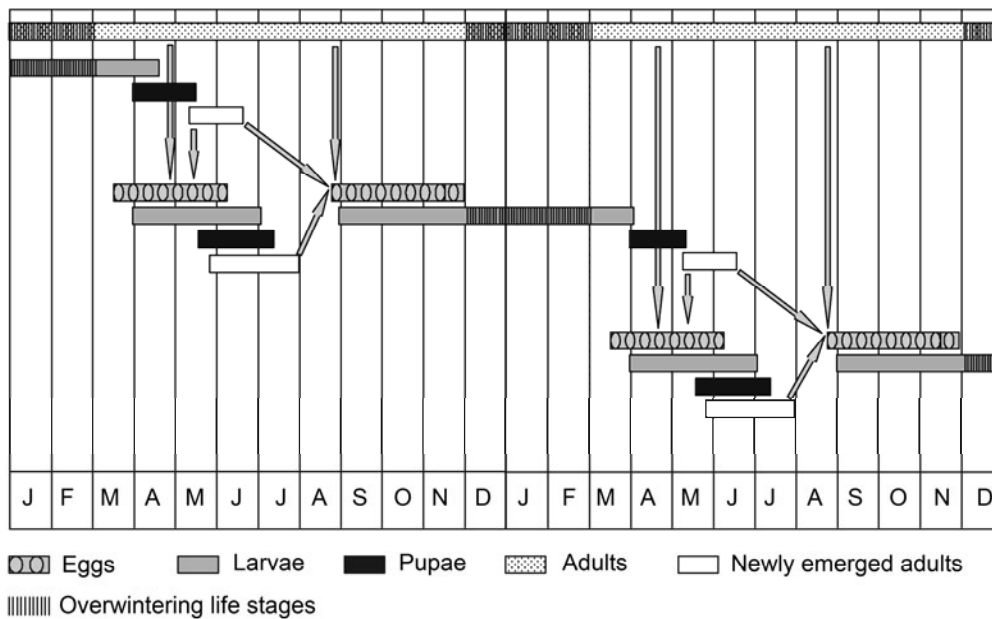 J F M A M J J A S O N D J F M A M J J A S O N D
Eggs Larvae Pupae Adults Newly emerged adults
Overwintering life stages